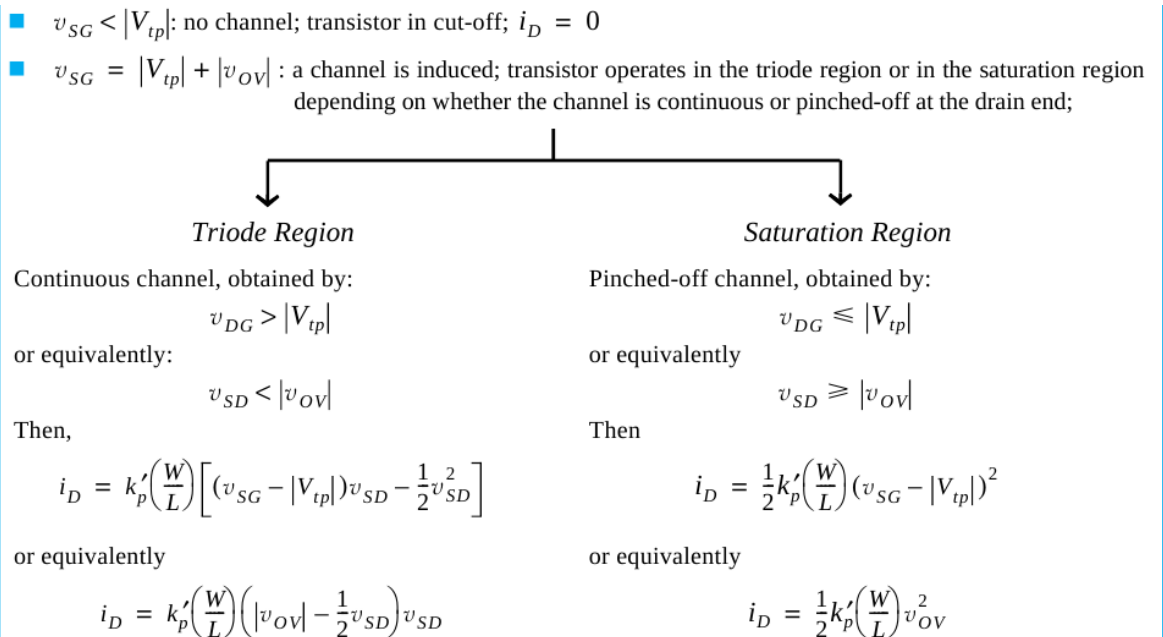 ■ v_SG < |V_tp|: no channel; transistor in cut-off; i_D = 0
■ v_SG = |V_tp| + |v_OV| : a channel is induced; transistor operates in the triode region or in the saturation region
depending on whether the channel is continuous or pinched-off at the drain end;
Triode Region
Continuous channel, obtained by:
v_DG > |V_tp|
or equivalently:
v_SD < |v_OV|
Then,
i_D = k_p′(W/L)[(v_SG − |V_tp|)v_SD − 1/2 v_SD^2]
or equivalently
i_D = k_p′(W/L)(|v_OV| − 1/2 v_SD)v_SD
Saturation Region
Pinched-off channel, obtained by:
v_DG ⩽ |V_tp|
or equivalently
v_SD ⩾ |v_OV|
Then
i_D = 1/2 k_p′(W/L)(v_SG − |V_tp|)^2
or equivalently
i_D = 1/2 k_p′(W/L)v_OV^2